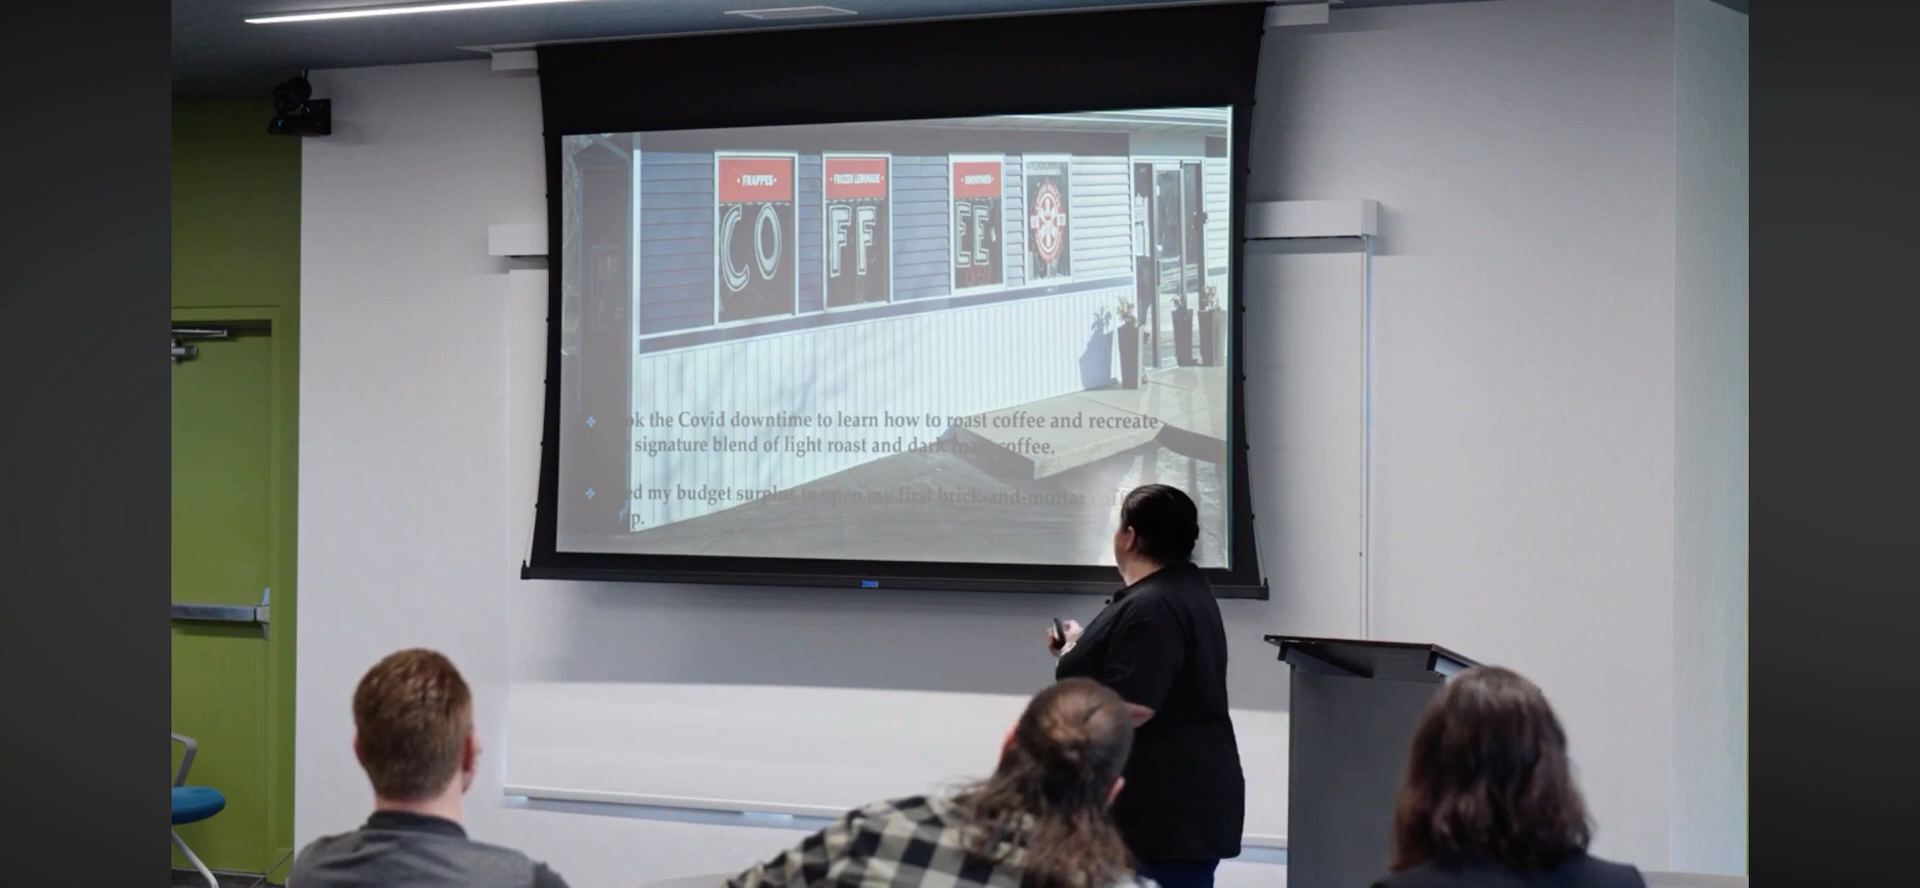 • FRAPPES •
• FROZEN LEMONADE •
• SMOOTHIES •
CO FF EE
ok the Covid downtime to learn how to roast coffee and recreate
signature blend of light roast and dark roast coffee,
ed my budget surplus to open my first brick-and-mortar
p.